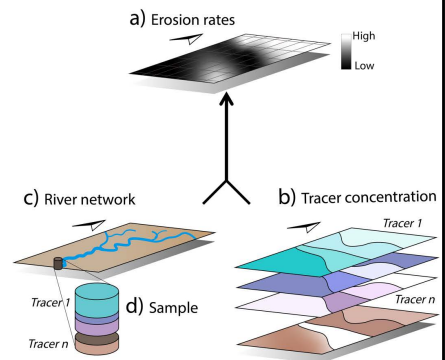 a) Erosion rates
High
Low
c) River network
b) Tracer concentration
Tracer 1
Tracer 1
d) Sample
Tracer n
Tracer n